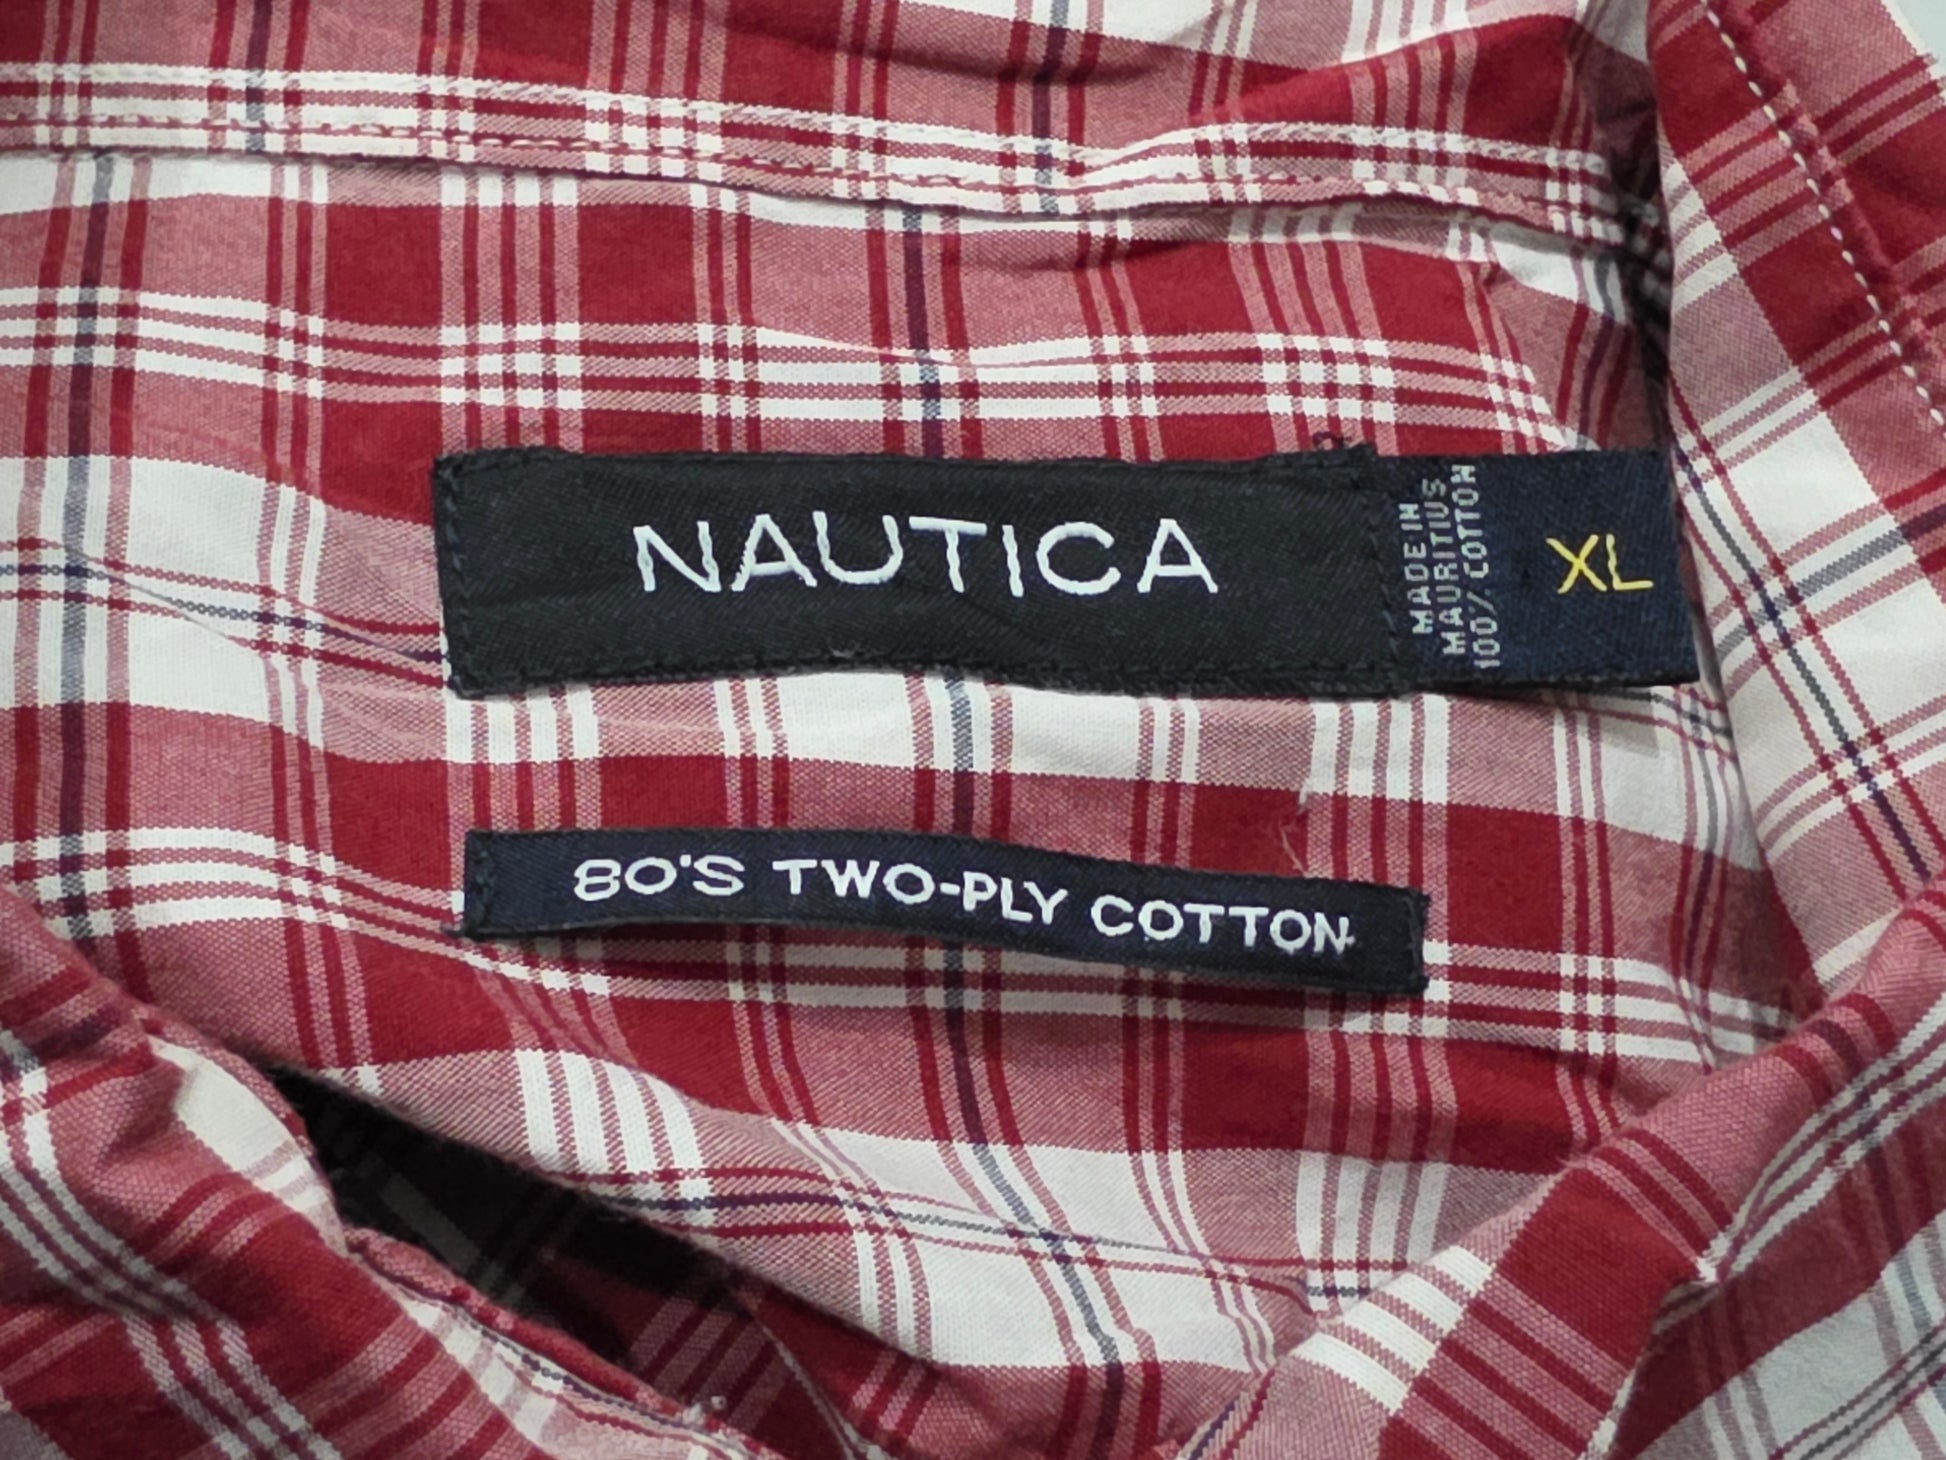 NAUTICA
MADE IN
MAURITIUS
100% COTTON
XL
80'S TWO-PLY COTTON